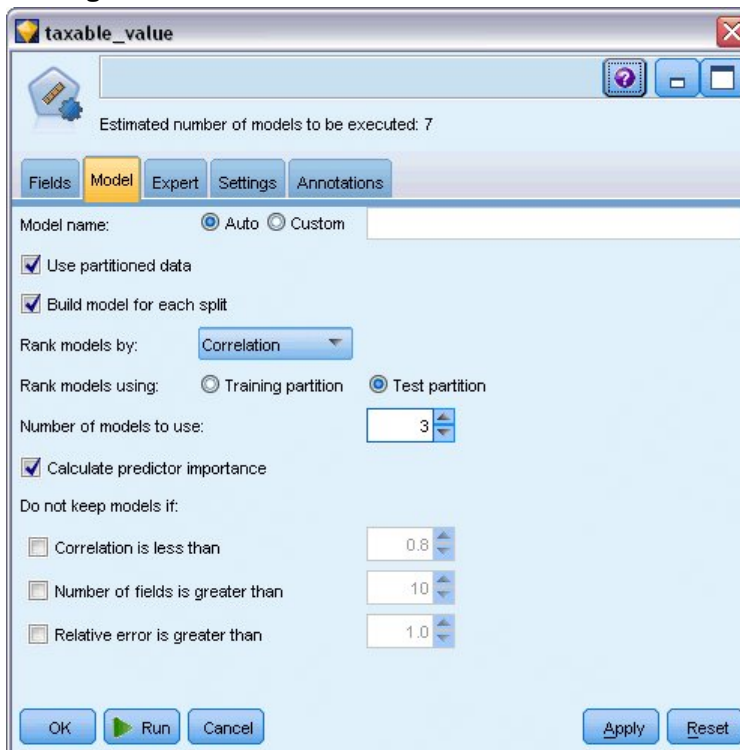 taxable_value
Estimated number of models to be executed: 7
Fields Model Expert Settings Annotations
Model name: Auto Custom
Use partitioned data
Build model for each split
Rank models by: Correlation
Rank models using: Training partition Test partition
Number of models to use: 3
Calculate predictor importance
Do not keep models if:
Correlation is less than 0.8
Number of fields is greater than 10
Relative error is greater than 1.0
OK Run Cancel Apply Reset